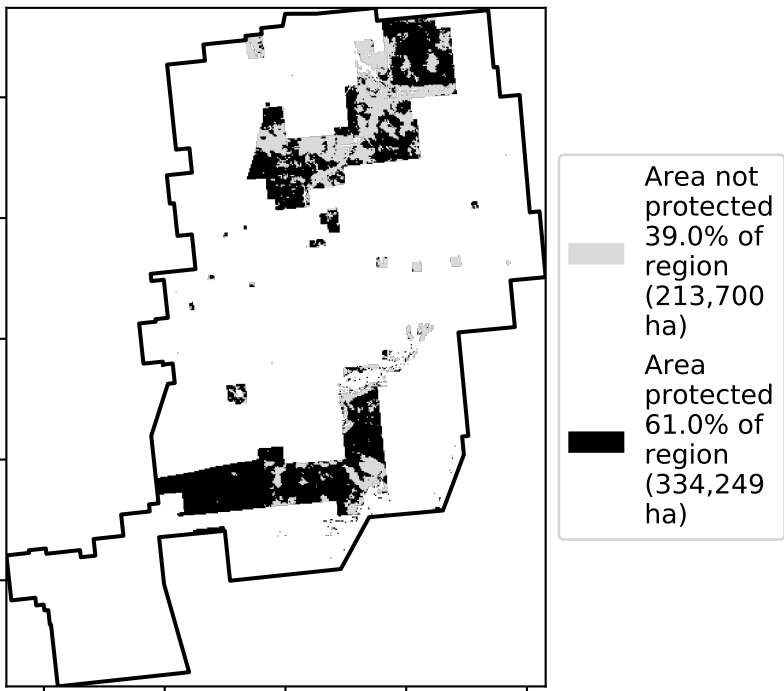 Area not
protected
39.0% of
region
(213,700
ha)
Area
protected
61.0% of
region
(334,249
ha)